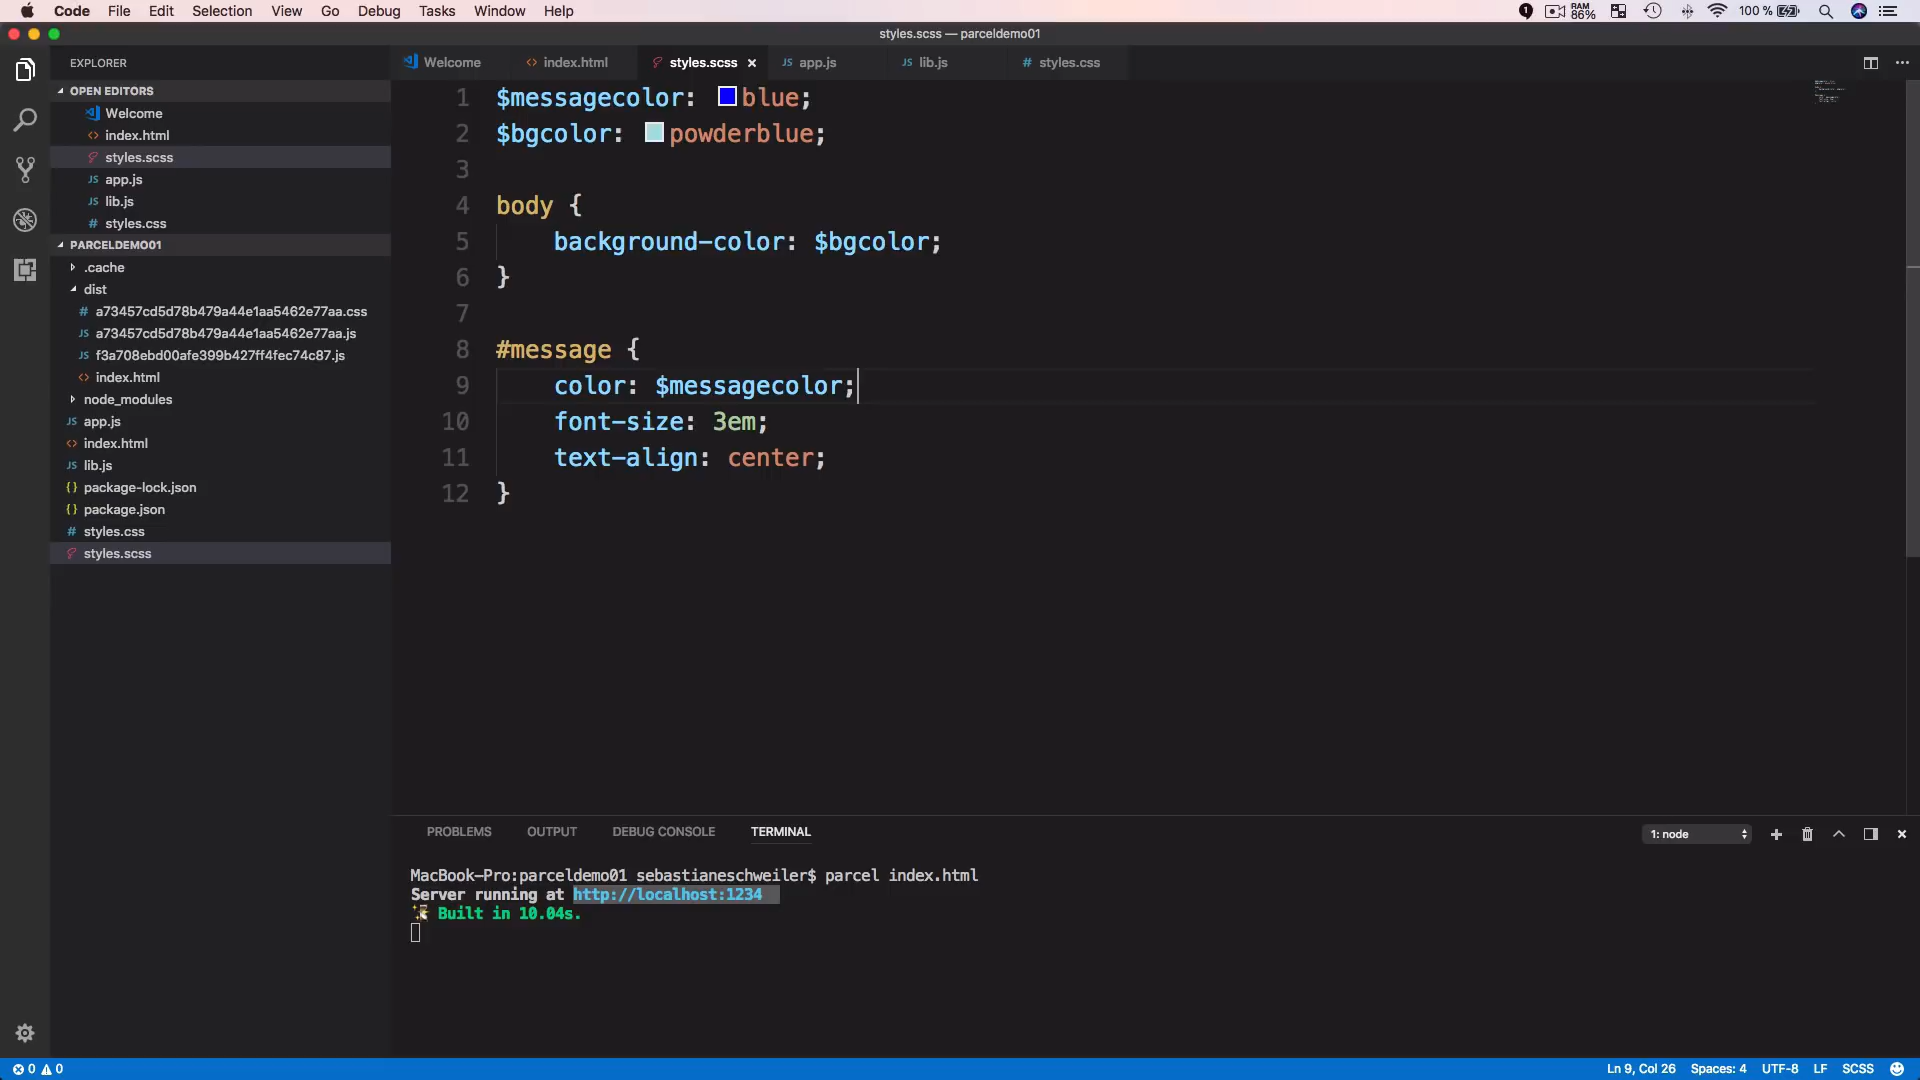 Code File Edit Selection View Go Debug Tasks Window Help
RAM 86% 100 %
styles.scss — parceldemo01
EXPLORER
OPEN EDITORS
Welcome
index.html
styles.scss
app.js
lib.js
styles.css
PARCELDEMO01
.cache
dist
a73457cd5d78b479a44e1aa5462e77aa.css
a73457cd5d78b479a44e1aa5462e77aa.js
f3a708ebd00afe399b427ff4fec74c87.js
index.html
node_modules
app.js
index.html
lib.js
package-lock.json
package.json
styles.css
styles.scss
Welcome index.html styles.scss app.js lib.js styles.css
1 $messagecolor: blue;
2 $bgcolor: powderblue;
3
4 body {
5 background-color: $bgcolor;
6 }
7
8 #message {
9 color: $messagecolor;
10 font-size: 3em;
11 text-align: center;
12 }
PROBLEMS OUTPUT DEBUG CONSOLE TERMINAL 1: node
MacBook-Pro:parceldemo01 sebastianeschweiler$ parcel index.html
Server running at http://localhost:1234
✨ Built in 10.04s.
0 0 Ln 9, Col 26 Spaces: 4 UTF-8 LF SCSS